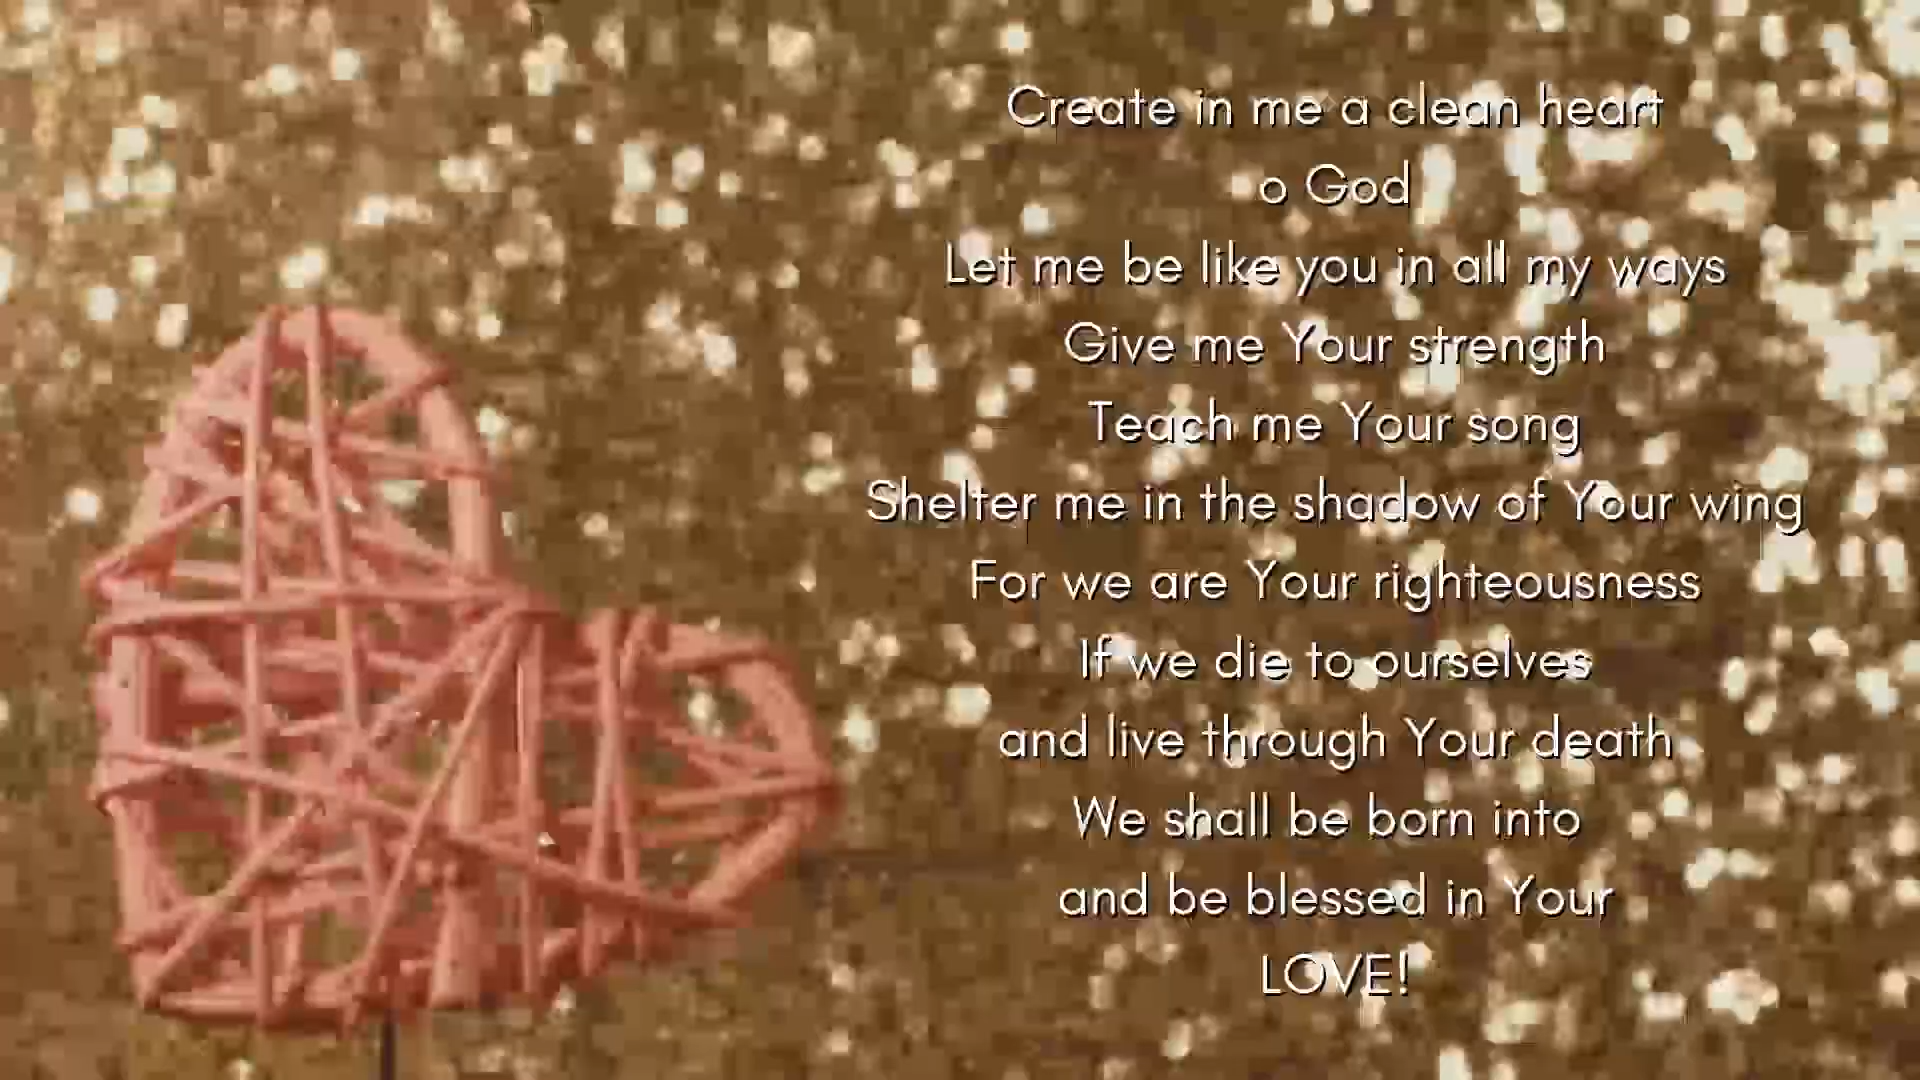 Create in me a clean heart
o God
Let me be like you in all my ways
Give me Your strength
Teach me Your song
Shelter me in the shadow of Your wing
For we are Your righteousness
If we die to ourselves
and live through Your death
We shall be born into
and be blessed in Your
LOVE!